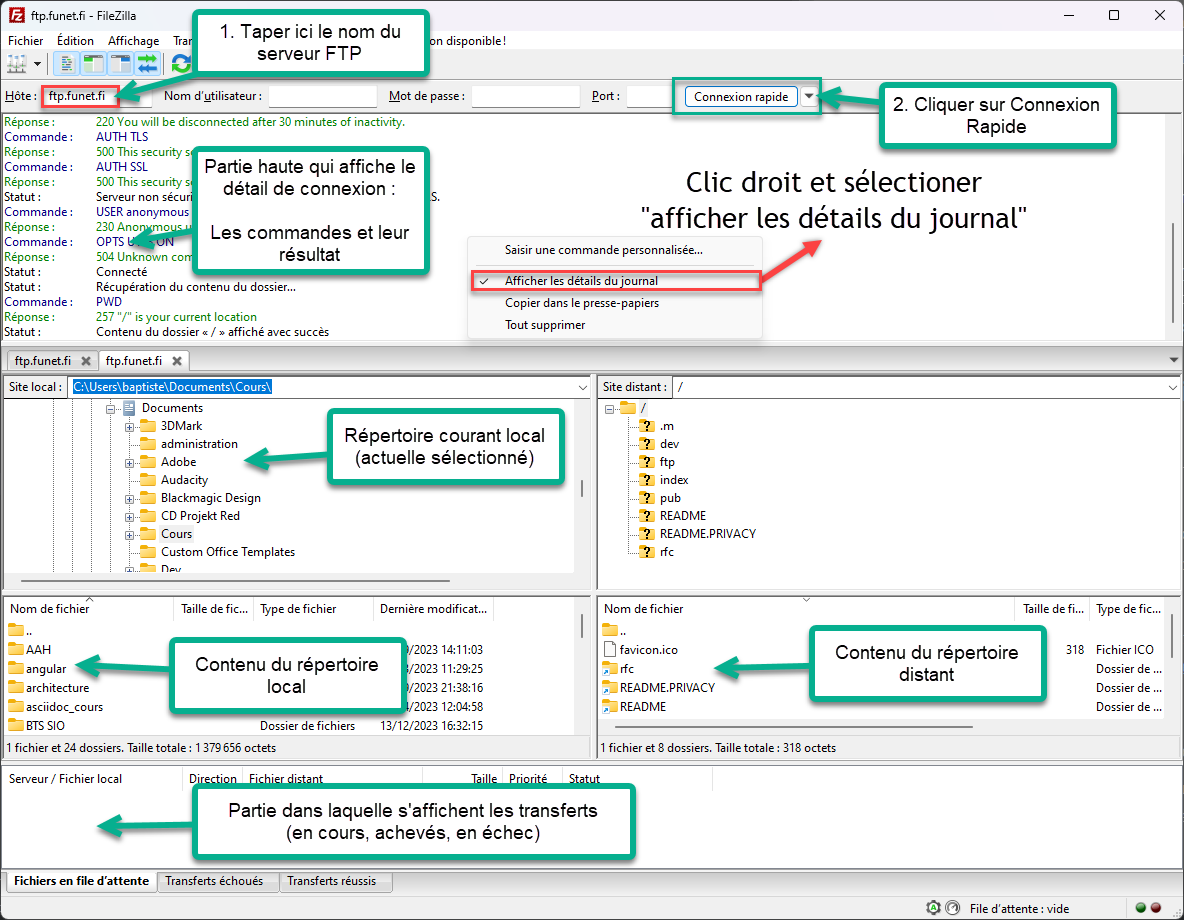 ftp.funet.fi - FileZilla
Fichier Édition Affichage
on disponible!
1. Taper ici le nom du
serveur FTP
Hôte : ftp.funet.fi Nom d'utilisateur : Mot de passe : Port : Connexion rapide
2. Cliquer sur Connexion
Rapide
Réponse : 220 You will be disconnected after 30 minutes of inactivity.
Commande : AUTH TLS
Réponse : 500 This security
Commande : AUTH SSL
Réponse : 500 This security
Statut : Serveur non
Commande : USER anonymous
Réponse : 230 Anonymous
Commande : OPTS ON
Réponse : 504 Unknown
Statut : Connecté
Statut : Récupération du contenu du dossier...
Commande : PWD
Réponse : 257 "/" is your current location
Statut : Contenu du dossier « / » affiché avec succès
Partie haute qui affiche le
détail de connexion :
Les commandes et leur
résultat
Clic droit et sélectioner
"afficher les détails du journal"
Saisir une commande personnalisée...
Afficher les détails du journal
Copier dans le presse-papiers
Tout supprimer
ftp.funet.fi ftp.funet.fi
Site local : C:\Users\baptiste\Documents\Cours\
Documents
3DMark
administration
Adobe
Audacity
Blackmagic Design
CD Projekt Red
Cours
Custom Office Templates
Dev
Répertoire courant local
(actuelle sélectionné)
Site distant : /
/
.m
dev
ftp
index
pub
README
README.PRIVACY
rfc
Nom de fichier Taille de fic... Type de fichier Dernière modificat...
..
AAH /2023 14:11:03
angular /2023 11:29:25
architecture /2023 21:38:16
asciidoc_cours /2023 12:04:58
BTS SIO Dossier de fichiers 13/12/2023 16:32:15
1 fichier et 24 dossiers. Taille totale : 1 379 656 octets
Contenu du répertoire
local
Nom de fichier Taille de fi... Type de fic...
..
favicon.ico 318 Fichier ICO
rfc Dossier de ...
README.PRIVACY Dossier de ...
README Dossier de ...
1 fichier et 8 dossiers. Taille totale : 318 octets
Contenu du répertoire
distant
Serveur / Fichier local Direction Fichier distant Taille Priorité Statut
Partie dans laquelle s'affichent les transferts
(en cours, achevés, en échec)
Fichiers en file d'attente Transferts échoués Transferts réussis
File d'attente : vide